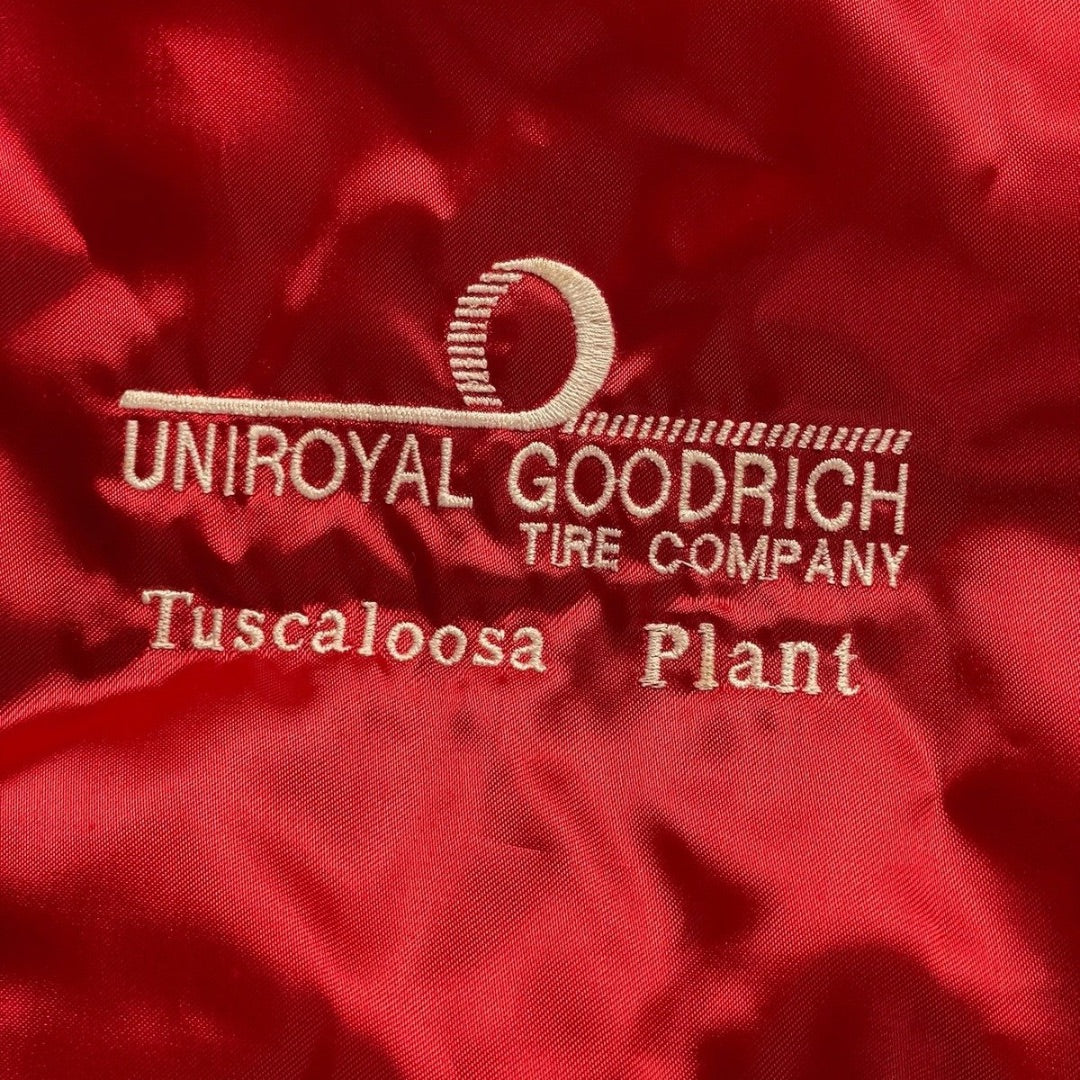 UNIROYAL GOODRICH
TIRE COMPANY
Tuscaloosa Plant